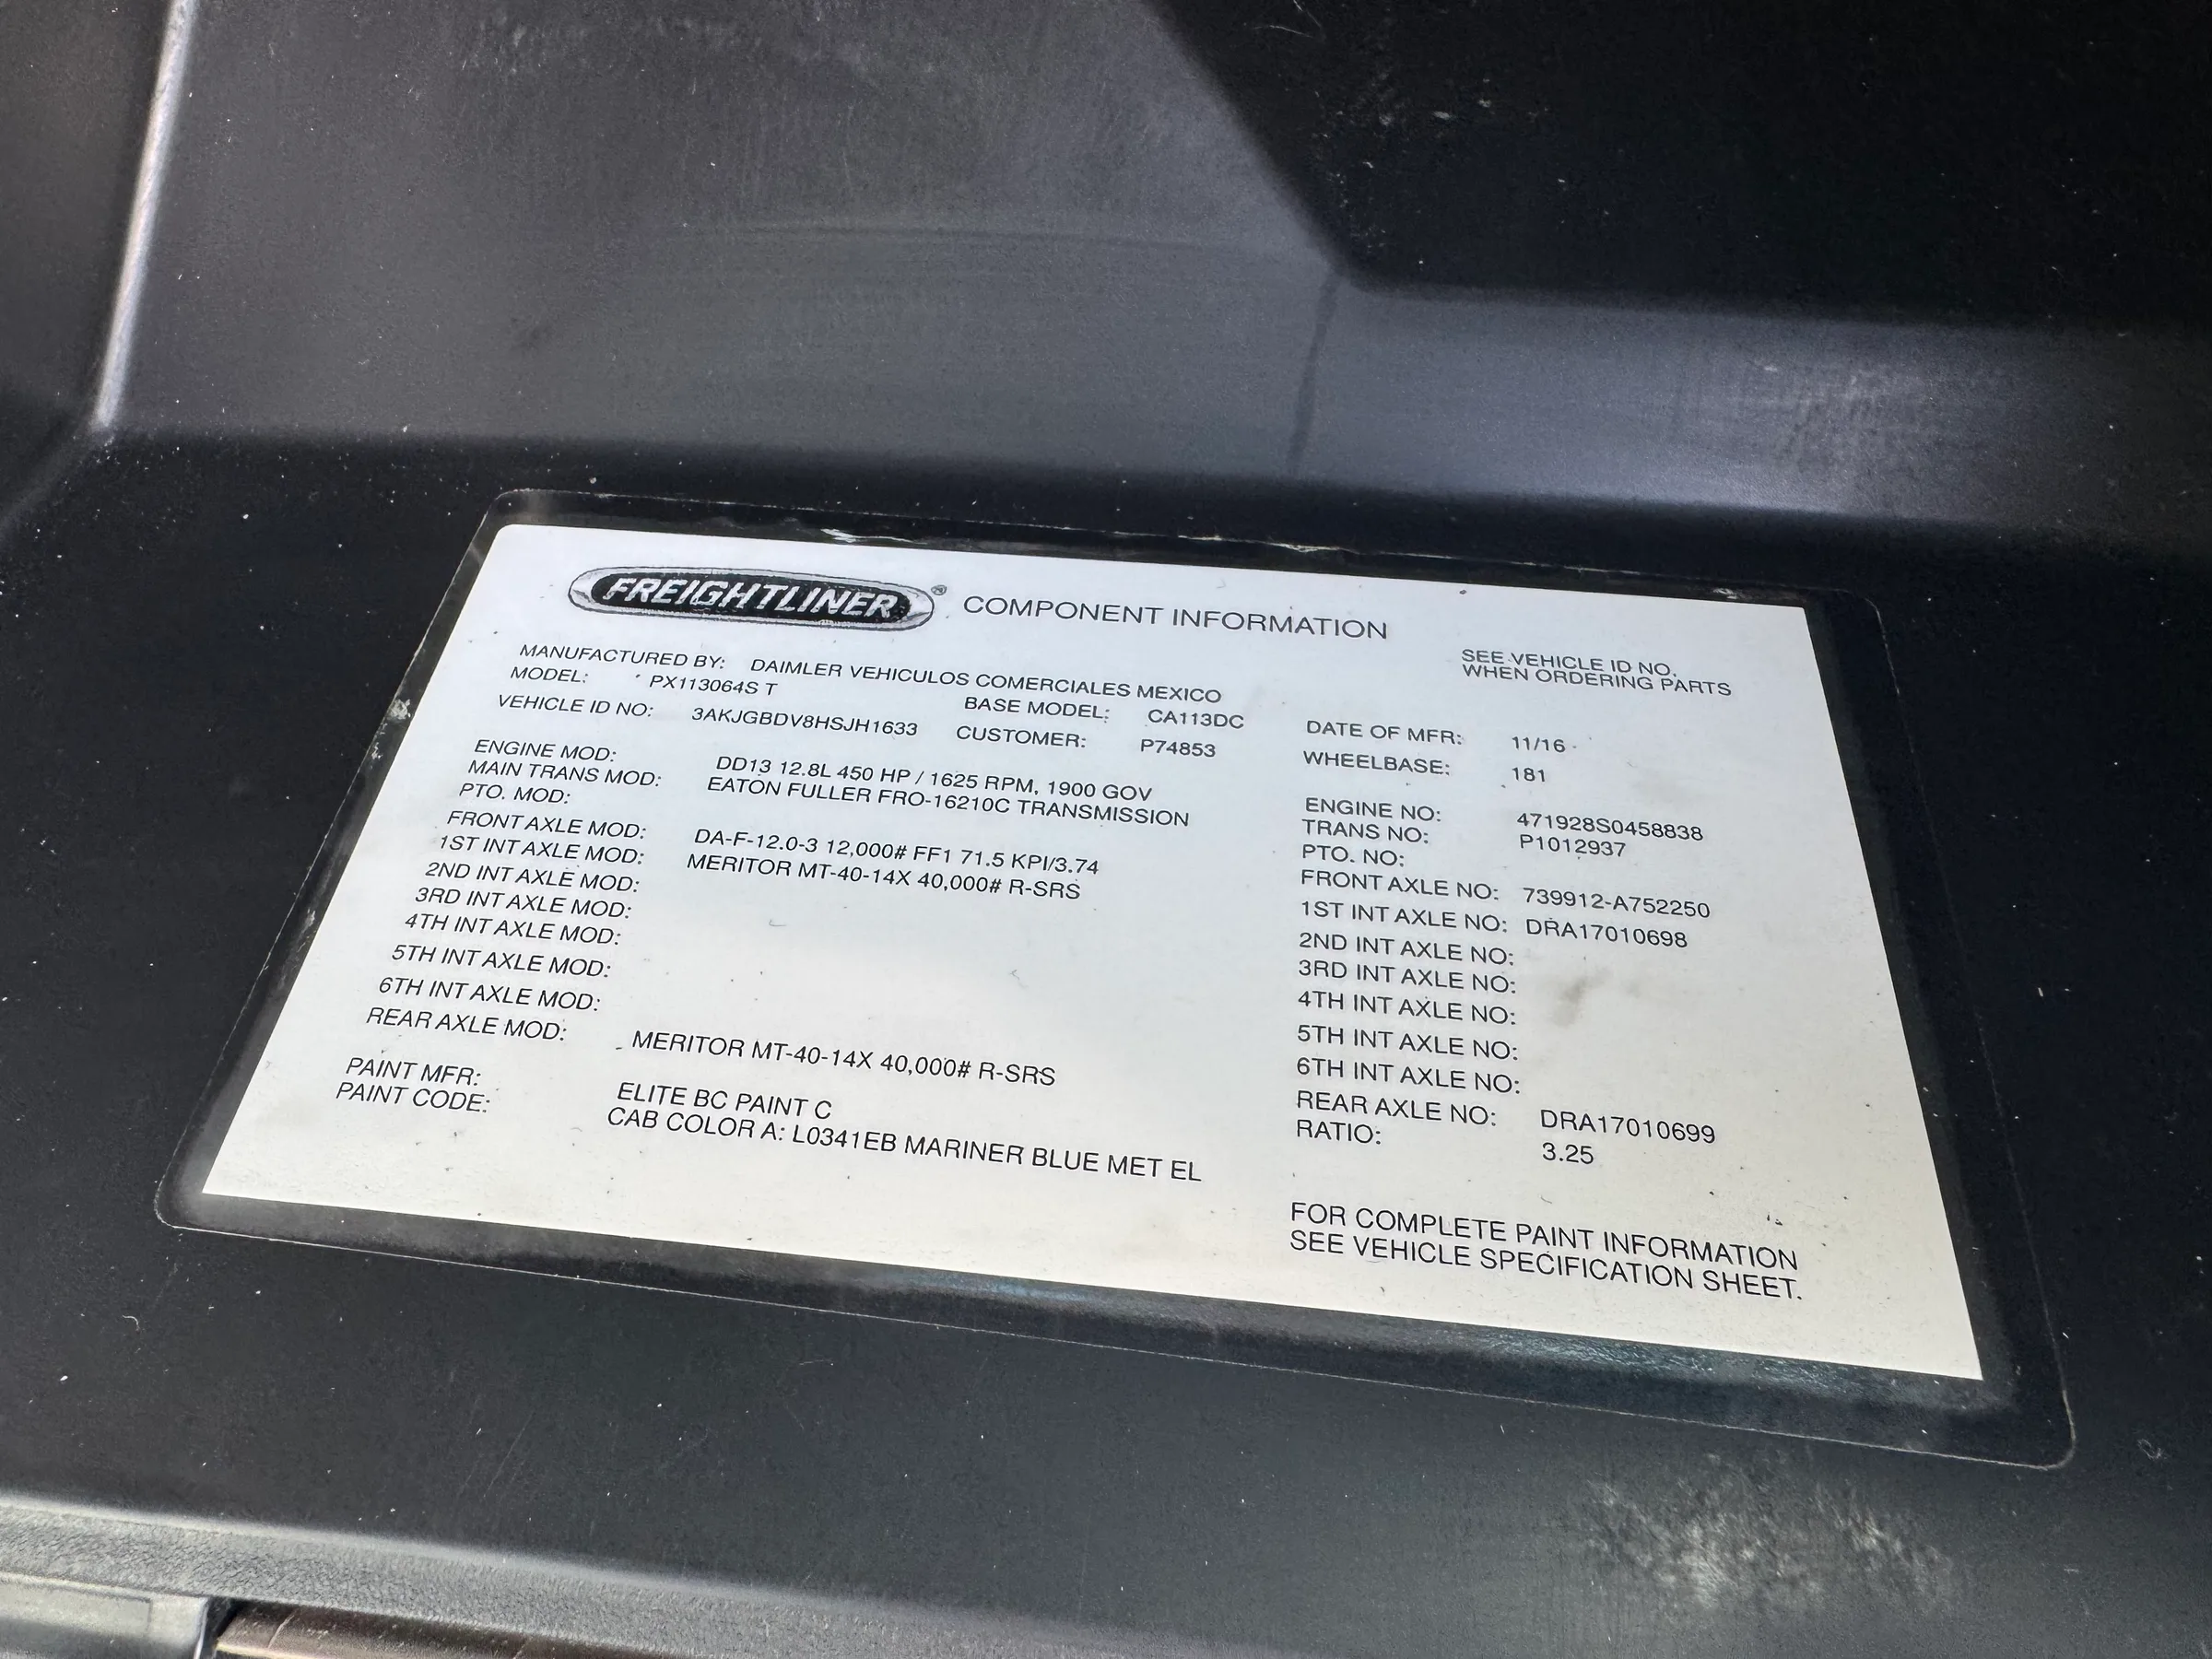 FREIGHTLINER® COMPONENT INFORMATION
SEE VEHICLE ID NO.
WHEN ORDERING PARTS
MANUFACTURED BY: DAIMLER VEHICULOS COMERCIALES MEXICO
MODEL: PX113064S T BASE MODEL: CA113DC DATE OF MFR: 11/16
VEHICLE ID NO: 3AKJGBDV8HSJH1633 CUSTOMER: P74853 WHEELBASE: 181
ENGINE MOD: DD13 12.8L 450 HP / 1625 RPM, 1900 GOV ENGINE NO: 471928S0458838
MAIN TRANS MOD: EATON FULLER FRO-16210C TRANSMISSION TRANS NO: P1012937
PTO. MOD: PTO. NO:
FRONT AXLE MOD: DA-F-12.0-3 12,000# FF1 71.5 KPI/3.74 FRONT AXLE NO: 739912-A752250
1ST INT AXLE MOD: MERITOR MT-40-14X 40,000# R-SRS 1ST INT AXLE NO: DRA17010698
2ND INT AXLE MOD: 2ND INT AXLE NO:
3RD INT AXLE MOD: 3RD INT AXLE NO:
4TH INT AXLE MOD: 4TH INT AXLE NO:
5TH INT AXLE MOD: 5TH INT AXLE NO:
6TH INT AXLE MOD: 6TH INT AXLE NO:
REAR AXLE MOD: MERITOR MT-40-14X 40,000# R-SRS REAR AXLE NO: DRA17010699
RATIO: 3.25
PAINT MFR: ELITE BC PAINT C
PAINT CODE: CAB COLOR A: L0341EB MARINER BLUE MET EL
FOR COMPLETE PAINT INFORMATION
SEE VEHICLE SPECIFICATION SHEET.